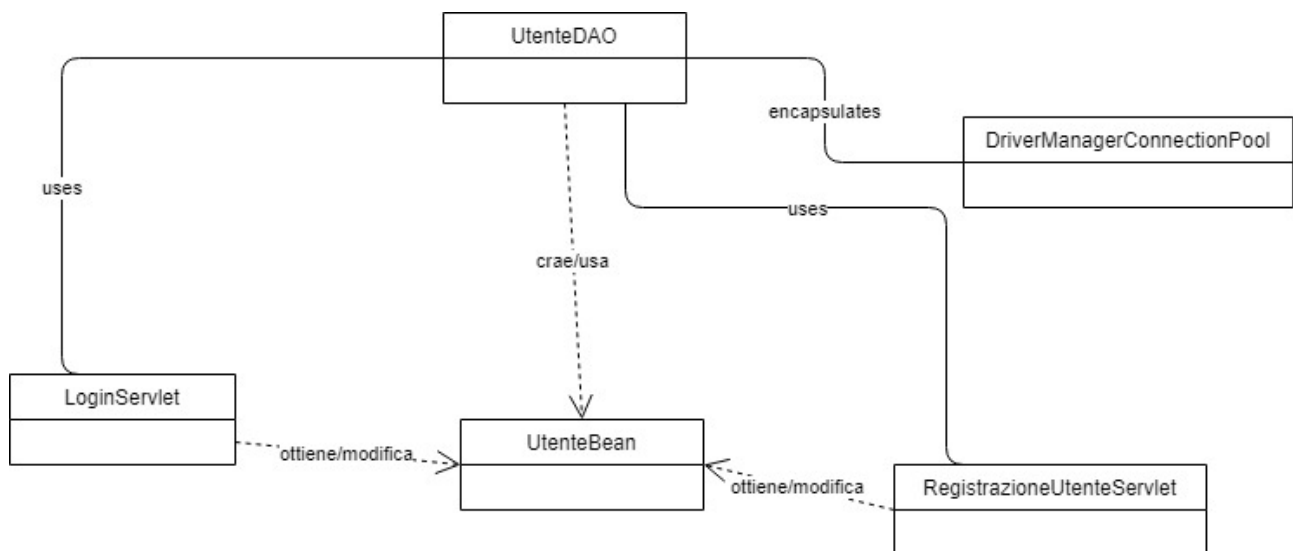 UtenteDAO
encapsulates
DriverManagerConnectionPool
uses
uses
crae/usa
LoginServlet
UtenteBean
ottiene/modifica
ottiene/modifica
RegistrazioneUtenteServlet